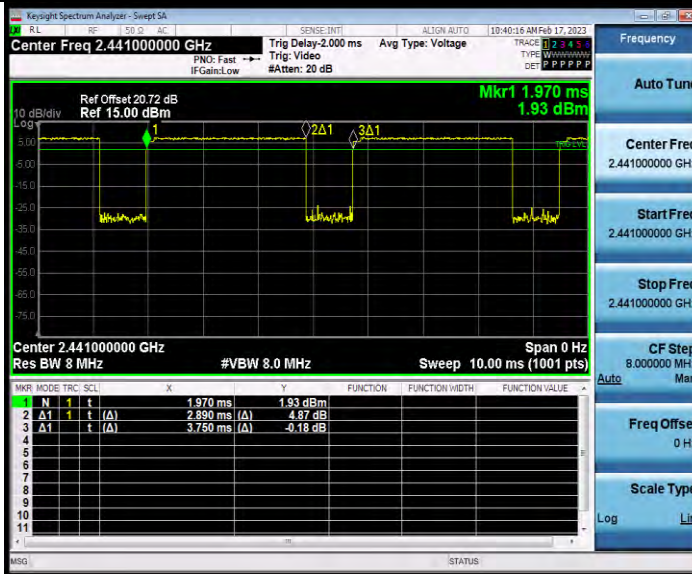 Keysight Spectrum Analyzer - Swept SA
RL RF 50 Ω AC SENSE:INT ALIGN AUTO 10:40:16 AM Feb 17, 2023
Center Freq 2.441000000 GHz
PNO: Fast
IFGain:Low
Trig Delay-2.000 ms
Trig: Video
#Atten: 20 dB
Avg Type: Voltage
TRACE 1 2 3 4 5 6
TYPE
DET P P P P P P
Mkr1 1.970 ms
1.93 dBm
Ref Offset 20.72 dB
10 dB/div Ref 15.00 dBm
Log
1 2Δ1 3Δ1
TRIG LVL
5.00
-5.00
-15.0
-25.0
-35.0
-45.0
-55.0
-65.0
-75.0
Center 2.441000000 GHz Span 0 Hz
Res BW 8 MHz #VBW 8.0 MHz Sweep 10.00 ms (1001 pts)
MKR MODE TRC SCL X Y FUNCTION FUNCTION WIDTH FUNCTION VALUE
1 N 1 t 1.970 ms 1.93 dBm
2 Δ1 1 t (Δ) 2.890 ms (Δ) 4.87 dB
3 Δ1 t (Δ) 3.750 ms (Δ) -0.18 dB
4
5
6
7
8
9
10
11
MSG STATUS
Frequency
Auto Tune
Center Freq
2.441000000 GHz
Start Freq
2.441000000 GHz
Stop Freq
2.441000000 GHz
CF Step
8.000000 MHz
Auto Man
Freq Offset
0 Hz
Scale Type
Log Lin